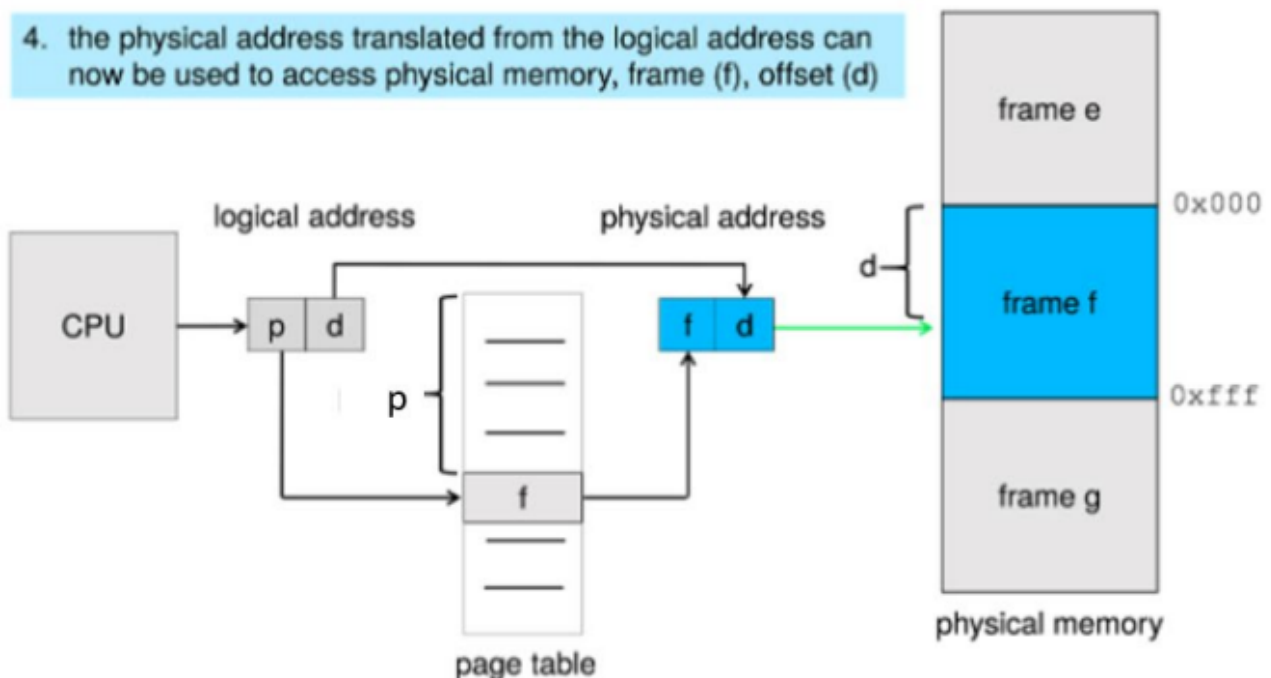 4. the physical address translated from the logical address can
now be used to access physical memory, frame (f), offset (d)
frame e
logical address
physical address
0x000
CPU
p
d
f
d
d
frame f
p
0xfff
f
frame g
physical memory
page table